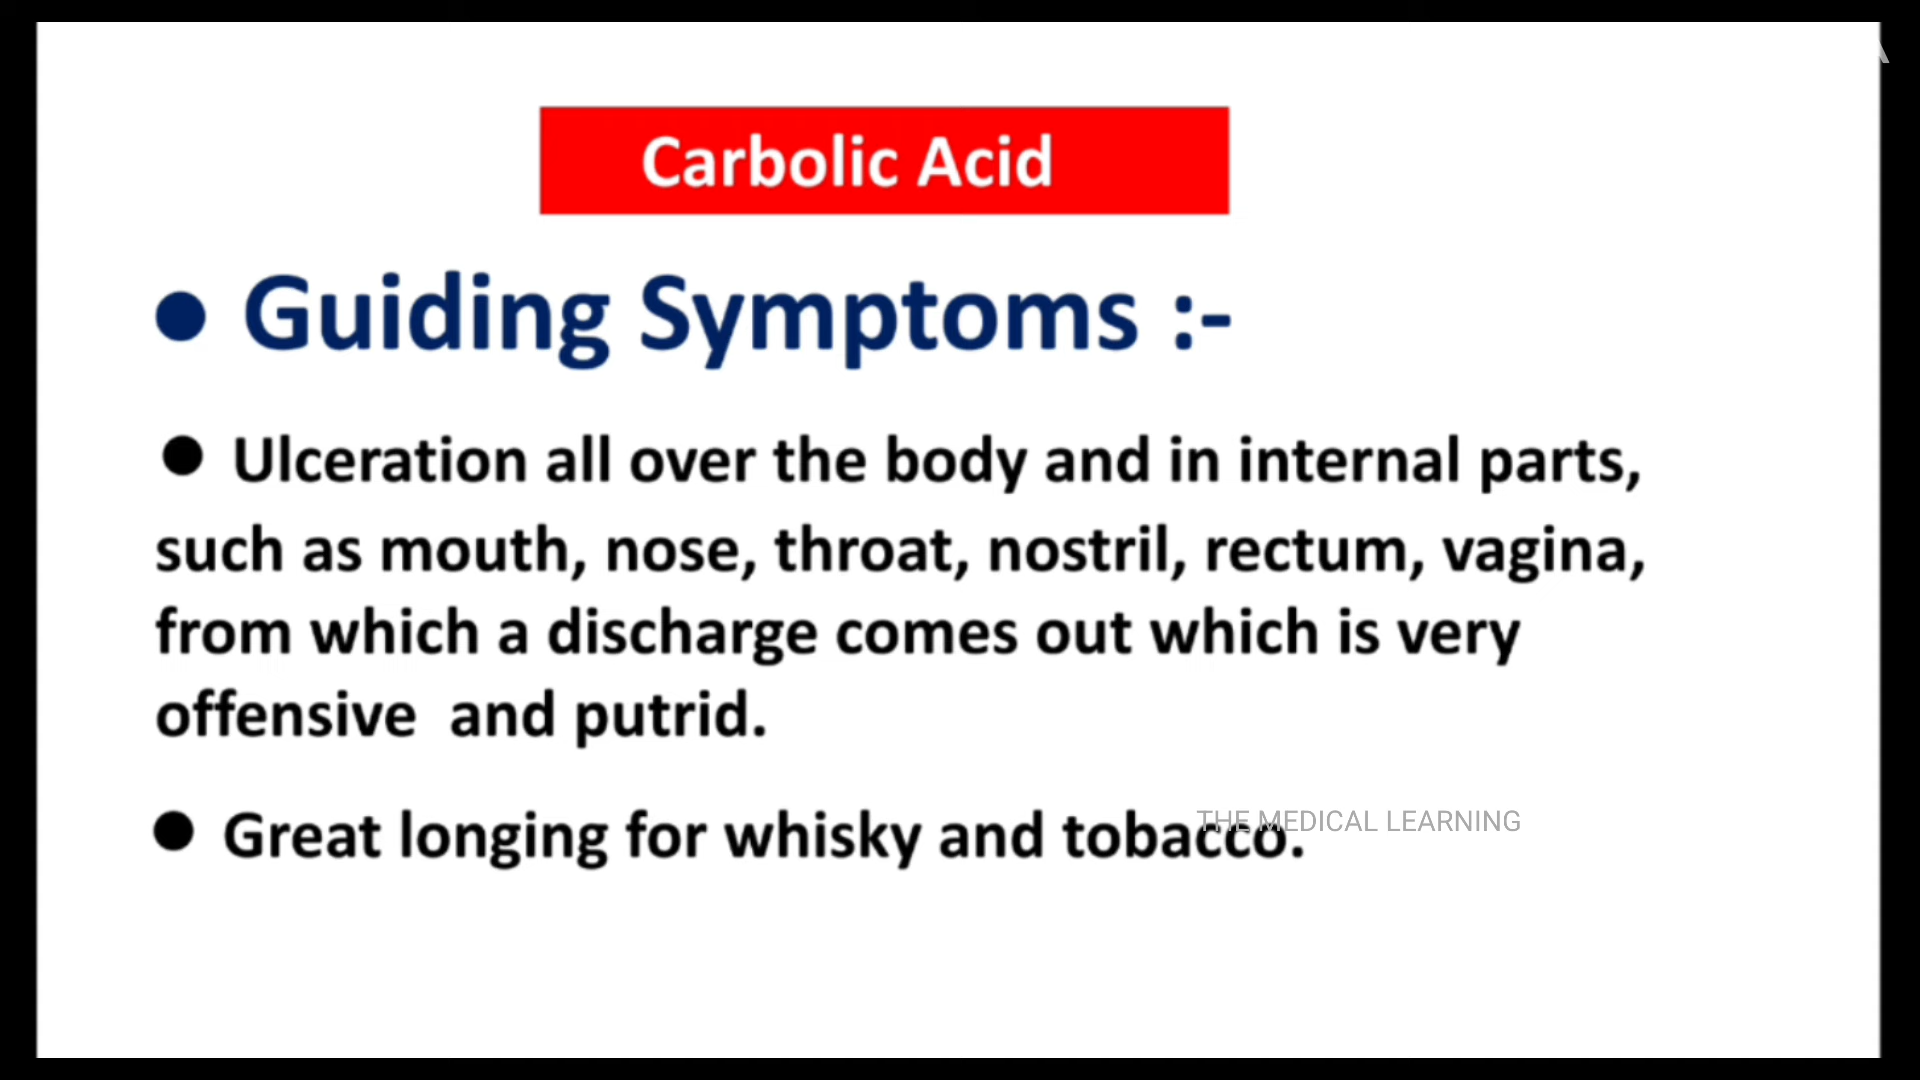 Carbolic Acid
● Guiding Symptoms :-
● Ulceration all over the body and in internal parts,
such as mouth, nose, throat, nostril, rectum, vagina,
from which a discharge comes out which is very
offensive and putrid.
● Great longing for whisky and tobacco.
THE MEDICAL LEARNING